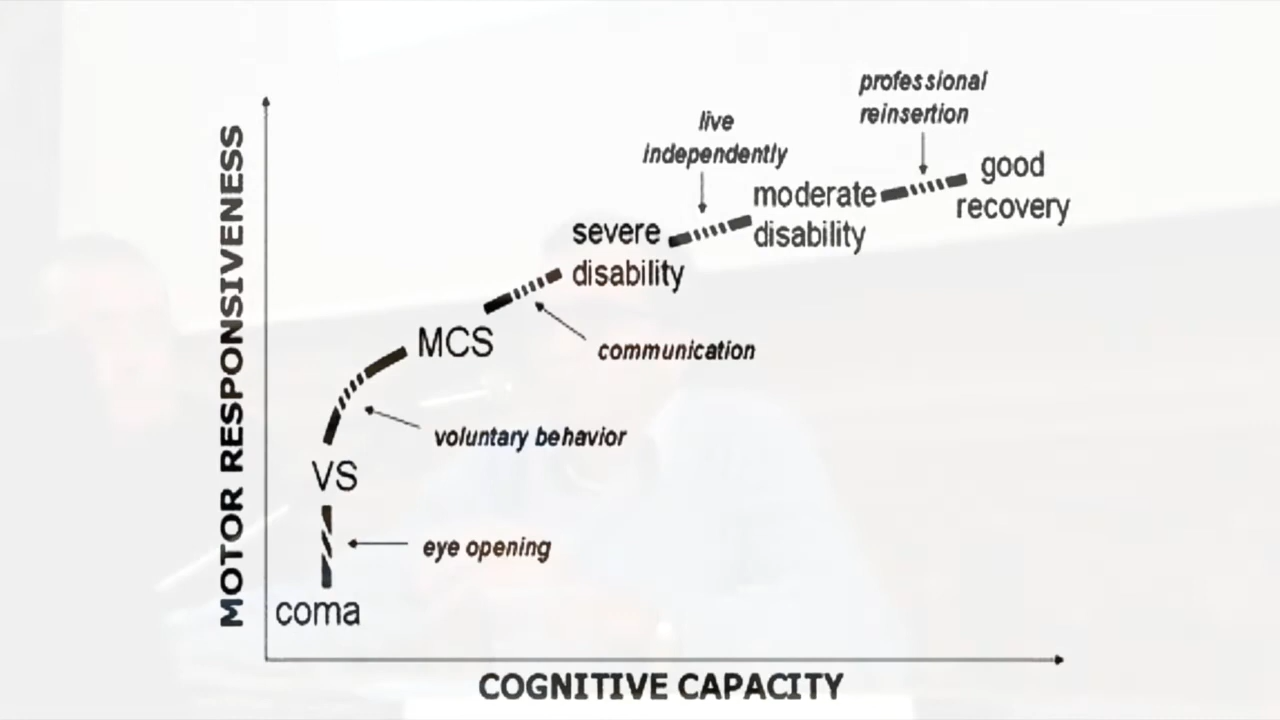 professional
reinsertion
live
independently
good
recovery
moderate
disability
severe
disability
MCS
communication
voluntary behavior
VS
eye opening
coma
MOTOR RESPONSIVENESS
COGNITIVE CAPACITY